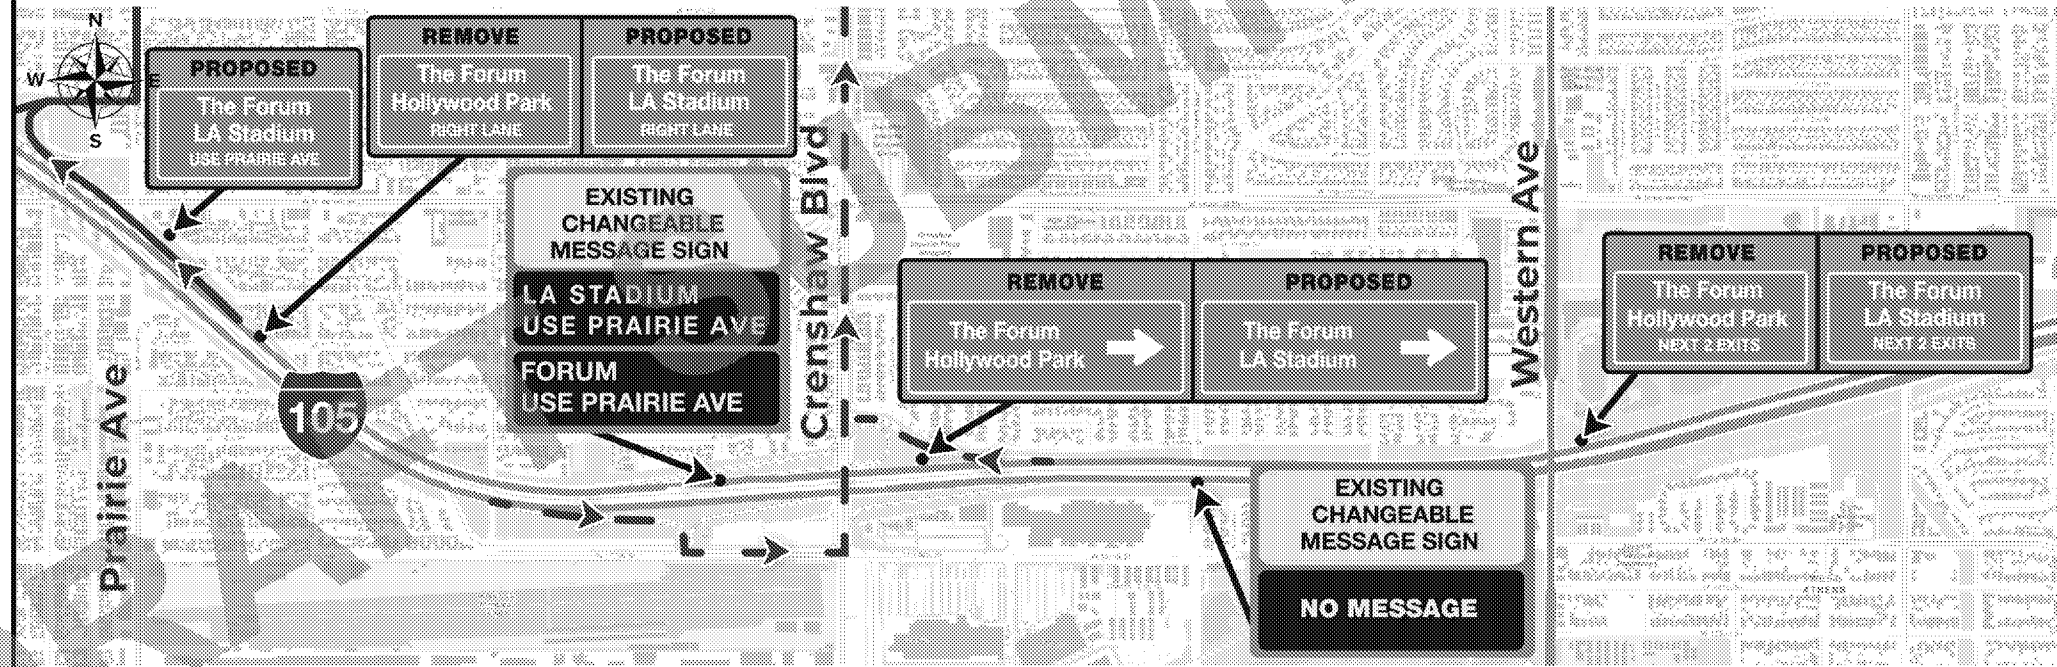 N
W
E
S
PROPOSED
The Forum
LA Stadium
USE PRAIRIE AVE
REMOVE
The Forum
Hollywood Park
RIGHT LANE
PROPOSED
The Forum
LA Stadium
RIGHT LANE
EXISTING
CHANGEABLE
MESSAGE SIGN
LA STADIUM
USE PRAIRIE AVE
FORUM
USE PRAIRIE AVE
Crenshaw Blvd
REMOVE
The Forum
Hollywood Park
PROPOSED
The Forum
LA Stadium
Western Ave
REMOVE
The Forum
Hollywood Park
NEXT 2 EXITS
PROPOSED
The Forum
LA Stadium
NEXT 2 EXITS
Prairie Ave
105
EXISTING
CHANGEABLE
MESSAGE SIGN
NO MESSAGE
ATHENS